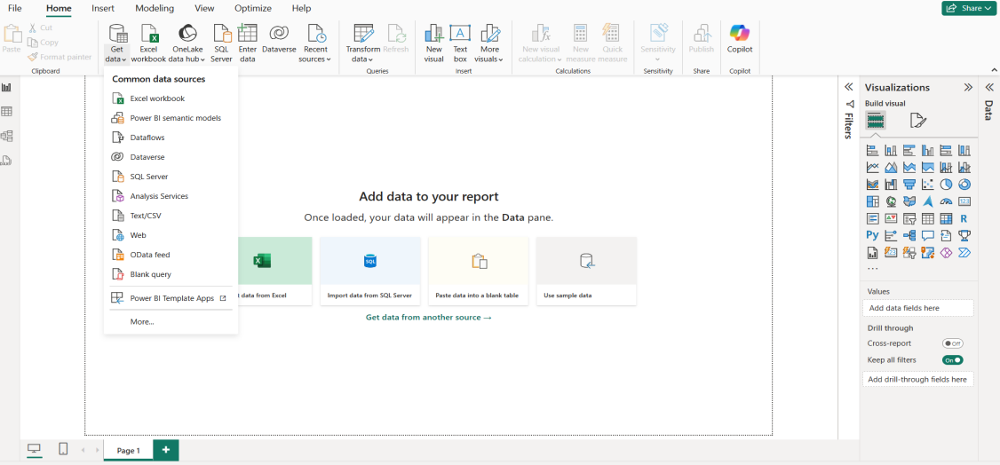 File Home Insert Modeling View Optimize Help Share
Paste
Cut
Copy
Format painter
Clipboard
Get data
Excel workbook
OneLake data hub
SQL Server
Enter data
Dataverse
Recent sources
Transform data
Refresh
Queries
New visual
Text box
More visuals
Insert
New visual calculation
New measure
Quick measure
Calculations
Sensitivity
Sensitivity
Publish
Share
Copilot
Copilot
Common data sources
Excel workbook
Power BI semantic models
Dataflows
Dataverse
SQL Server
Analysis Services
Text/CSV
Web
OData feed
Blank query
Power BI Template Apps
More...
Add data to your report
Once loaded, your data will appear in the Data pane.
data from Excel
SQL
Import data from SQL Server
Paste data into a blank table
Use sample data
Get data from another source →
Filters
Visualizations
Build visual
123
R
Py
...
Values
Add data fields here
Drill through
Cross-report
Off
Keep all filters
On
Add drill-through fields here
Data
Page 1
+